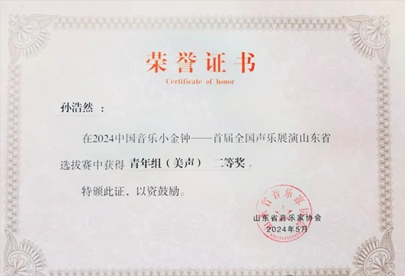 荣誉证书
Certificate of honor
孙浩然：
在2024中国音乐小金钟——首届全国声乐展演山东省
选拔赛中获得 青年组（美声） 二等奖。
特颁此证，以资鼓励。
山东省音乐家协会
2024年5月